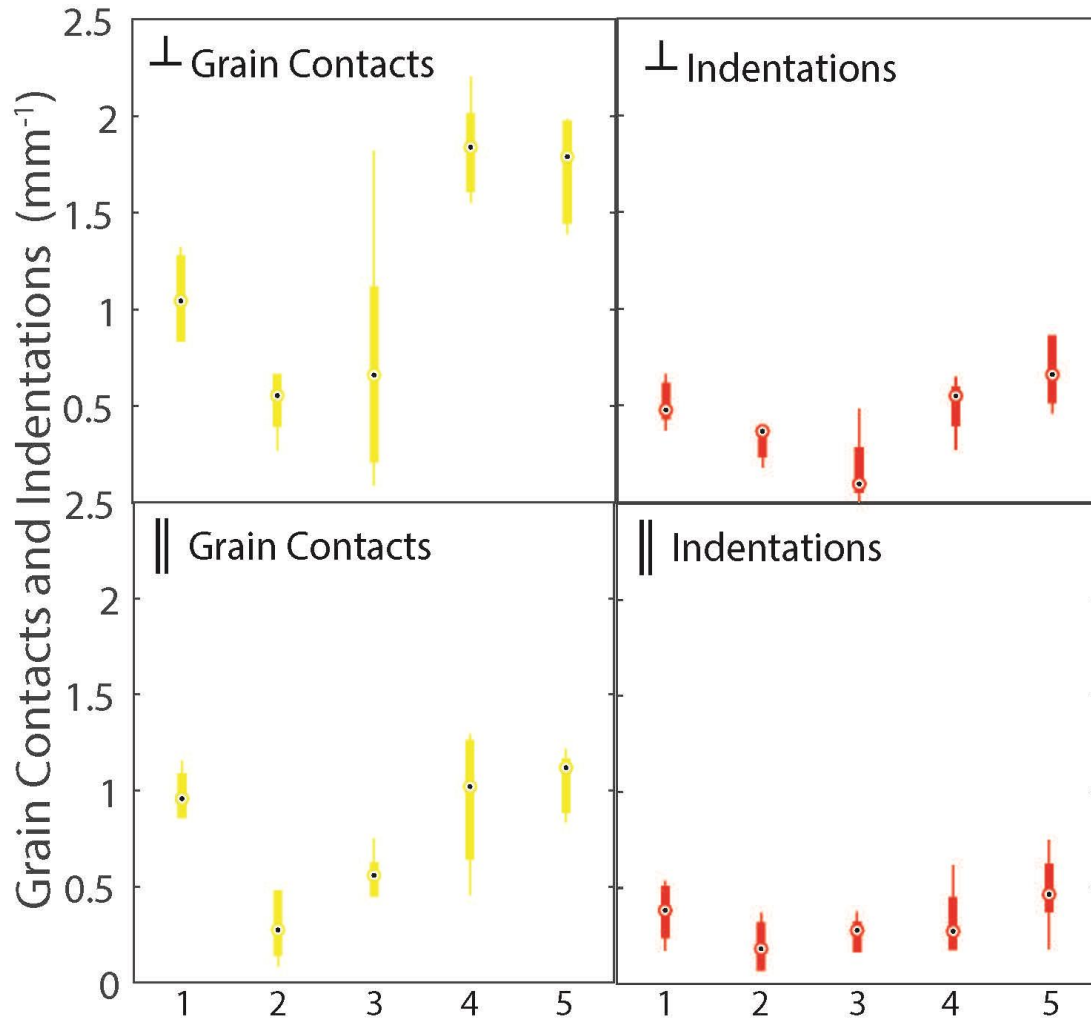 Grain Contacts and Indentations (mm-1)
2.5
⊥ Grain Contacts
⊥ Indentations
2
1.5
1
0.5
2.5
|| Grain Contacts
|| Indentations
2
1.5
1
0.5
0
1 2 3 4 5
1 2 3 4 5